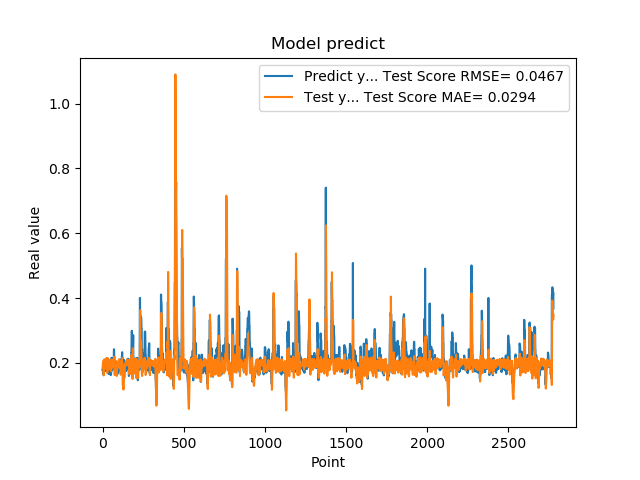 Model predict
Predict y... Test Score RMSE= 0.0467
Test y... Test Score MAE= 0.0294
1.0
0.8
0.6
0.4
0.2
Real value
0 500 1000 1500 2000 2500
Point